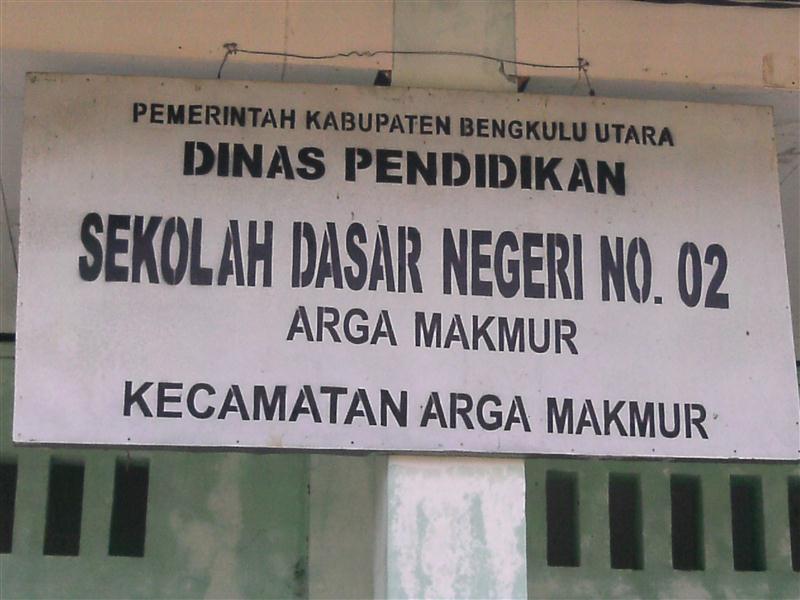 PEMERINTAH KABUPATEN BENGKULU UTARA
DINAS PENDIDIKAN
SEKOLAH DASAR NEGERI NO. 02
ARGA MAKMUR
KECAMATAN ARGA MAKMUR